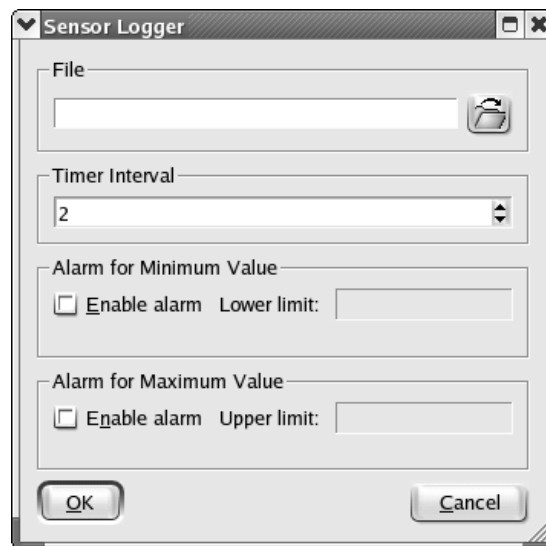 Sensor Logger
File
Timer Interval
2
Alarm for Minimum Value
Enable alarm Lower limit:
Alarm for Maximum Value
Enable alarm Upper limit:
OK Cancel